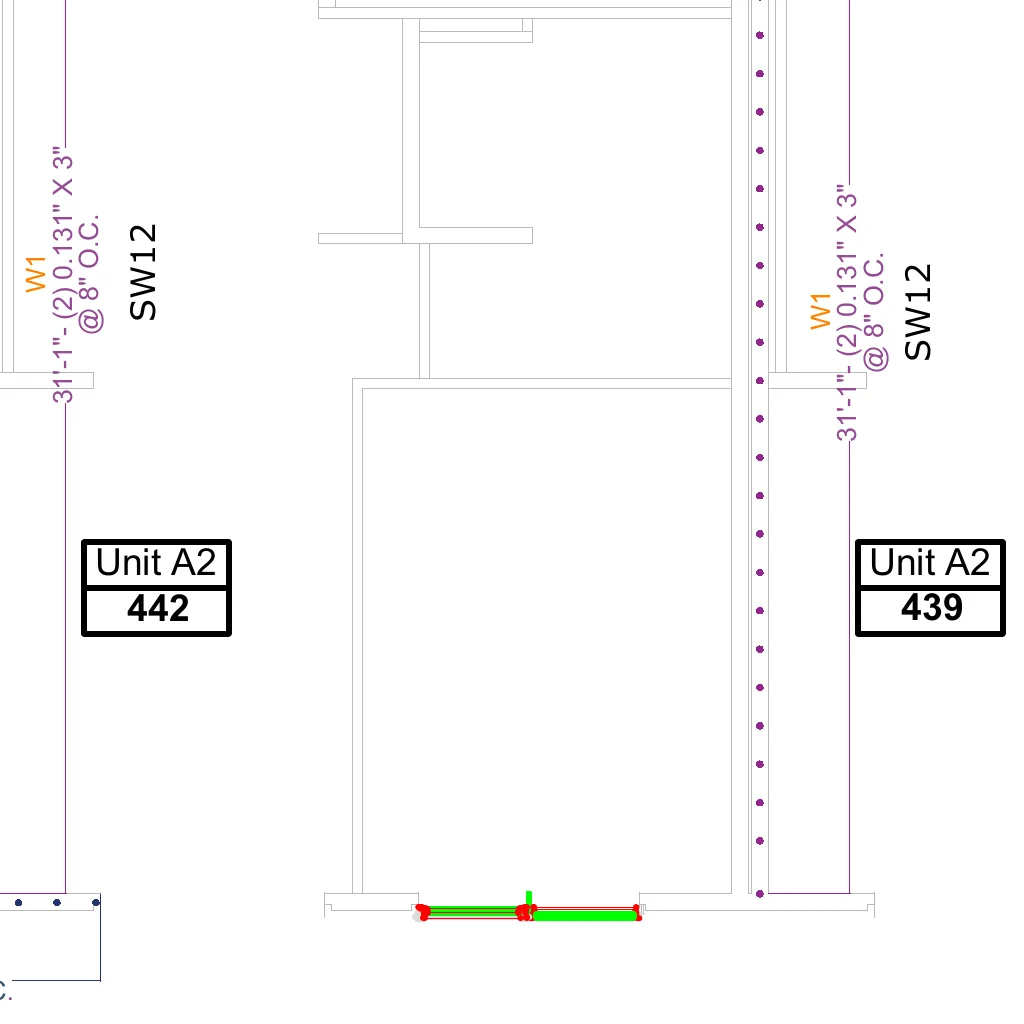 W1
31'-1"- (2) 0.131" X 3"
@ 8" O.C.
SW12
W1
31'-1"- (2) 0.131" X 3"
@ 8" O.C.
SW12
Unit A2
442
Unit A2
439
C.